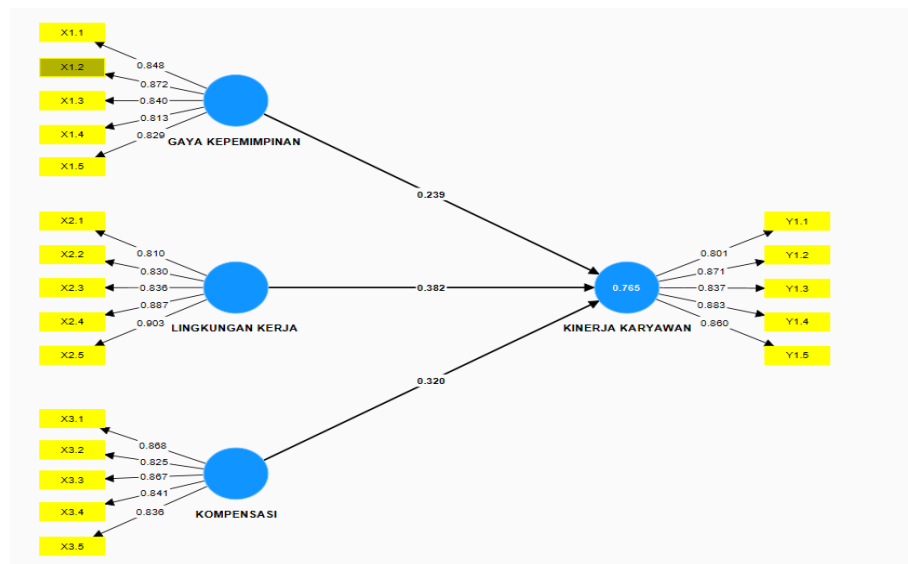 X1.1
X1.2
X1.3
X1.4
X1.5
0.848
0.872
0.840
0.813
0.829
GAYA KEPEMIMPINAN
0.239
X2.1
X2.2
X2.3
X2.4
X2.5
0.810
0.830
0.836
0.887
0.903
LINGKUNGAN KERJA
0.382
X3.1
X3.2
X3.3
X3.4
X3.5
0.868
0.825
0.867
0.841
0.836
KOMPENSASI
0.320
0.765
KINERJA KARYAWAN
0.801
0.871
0.837
0.883
0.860
Y1.1
Y1.2
Y1.3
Y1.4
Y1.5